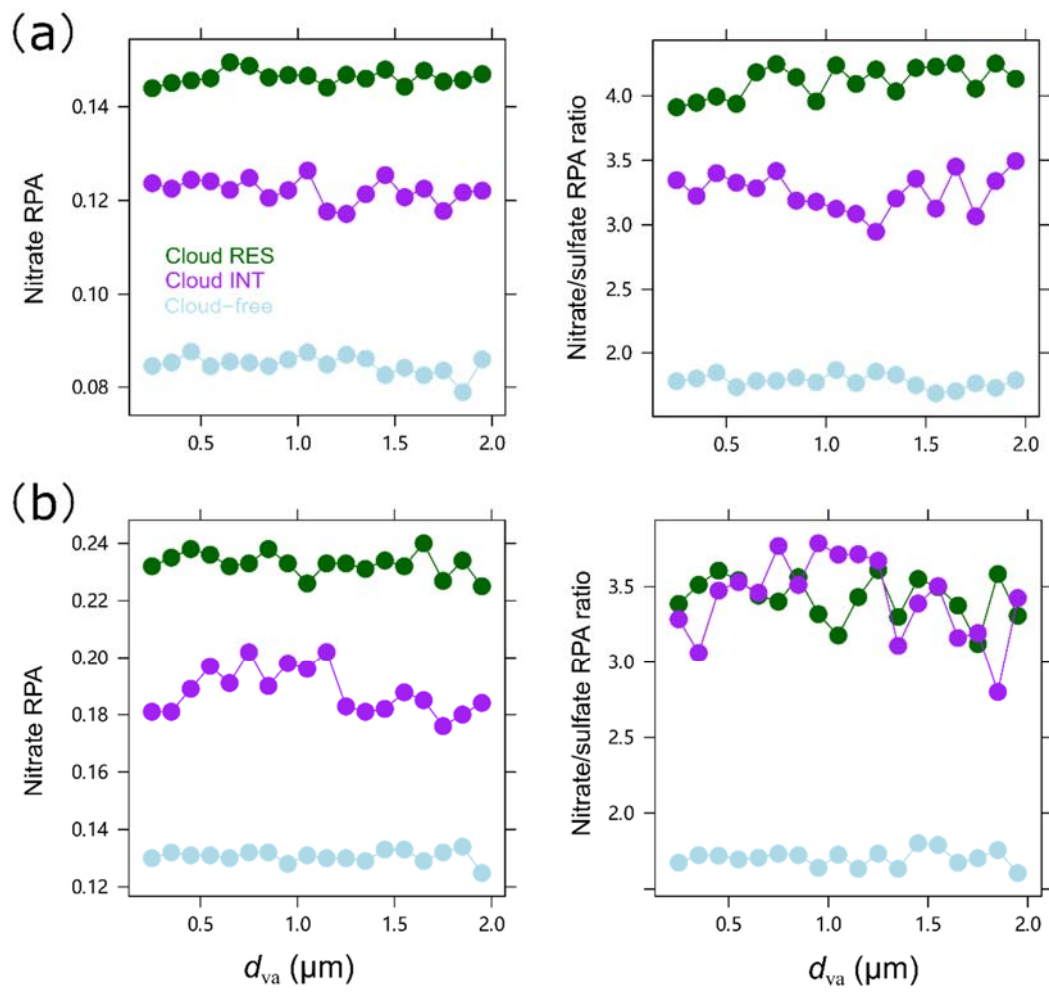 (a)
Nitrate RPA
0.14
0.12
0.10
0.08
Cloud RES
Cloud INT
Cloud-free
0.5 1.0 1.5 2.0
Nitrate/sulfate RPA ratio
4.0
3.5
3.0
2.5
2.0
0.5 1.0 1.5 2.0
(b)
Nitrate RPA
0.24
0.22
0.20
0.18
0.16
0.13
0.12
0.5 1.0 1.5 2.0
dva (μm)
Nitrate/sulfate RPA ratio
3.5
3.0
2.5
2.0
0.5 1.0 1.5 2.0
dva (μm)